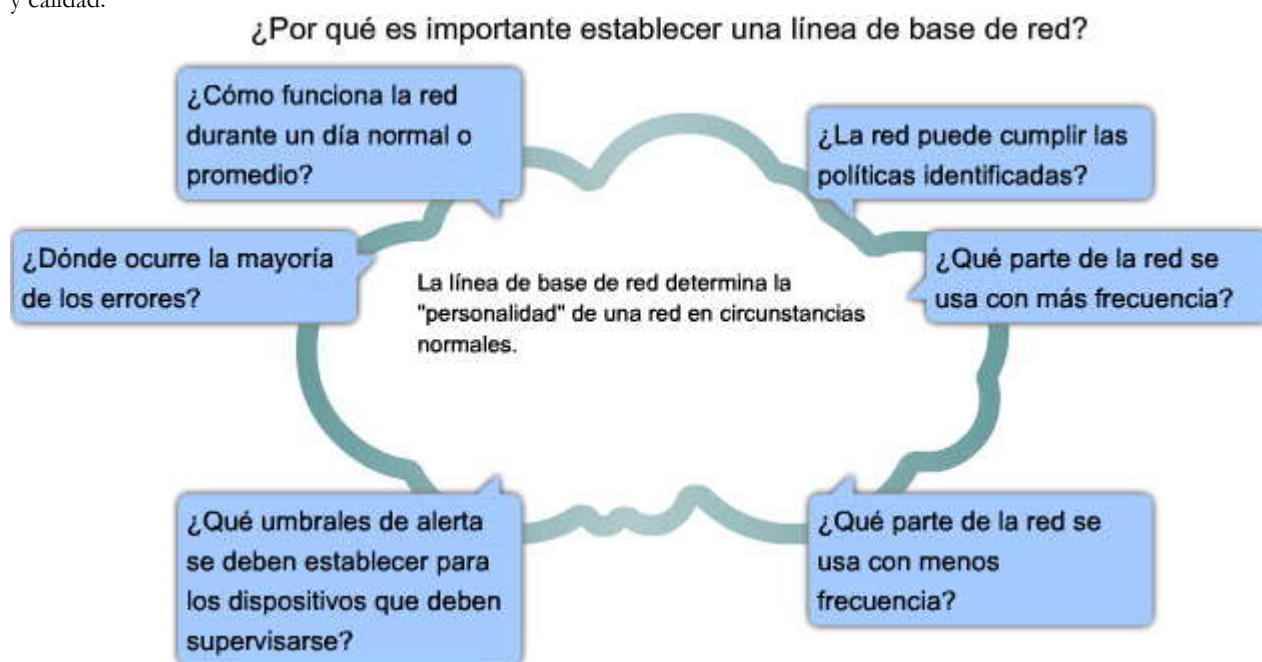 y calidad.
¿Por qué es importante establecer una línea de base de red?
¿Cómo funciona la red
durante un día normal o
promedio?
¿La red puede cumplir las
políticas identificadas?
¿Dónde ocurre la mayoría
de los errores?
¿Qué parte de la red se
usa con más frecuencia?
La línea de base de red determina la
"personalidad" de una red en circunstancias
normales.
¿Qué umbrales de alerta
se deben establecer para
los dispositivos que deben
supervisarse?
¿Qué parte de la red se
usa con menos
frecuencia?